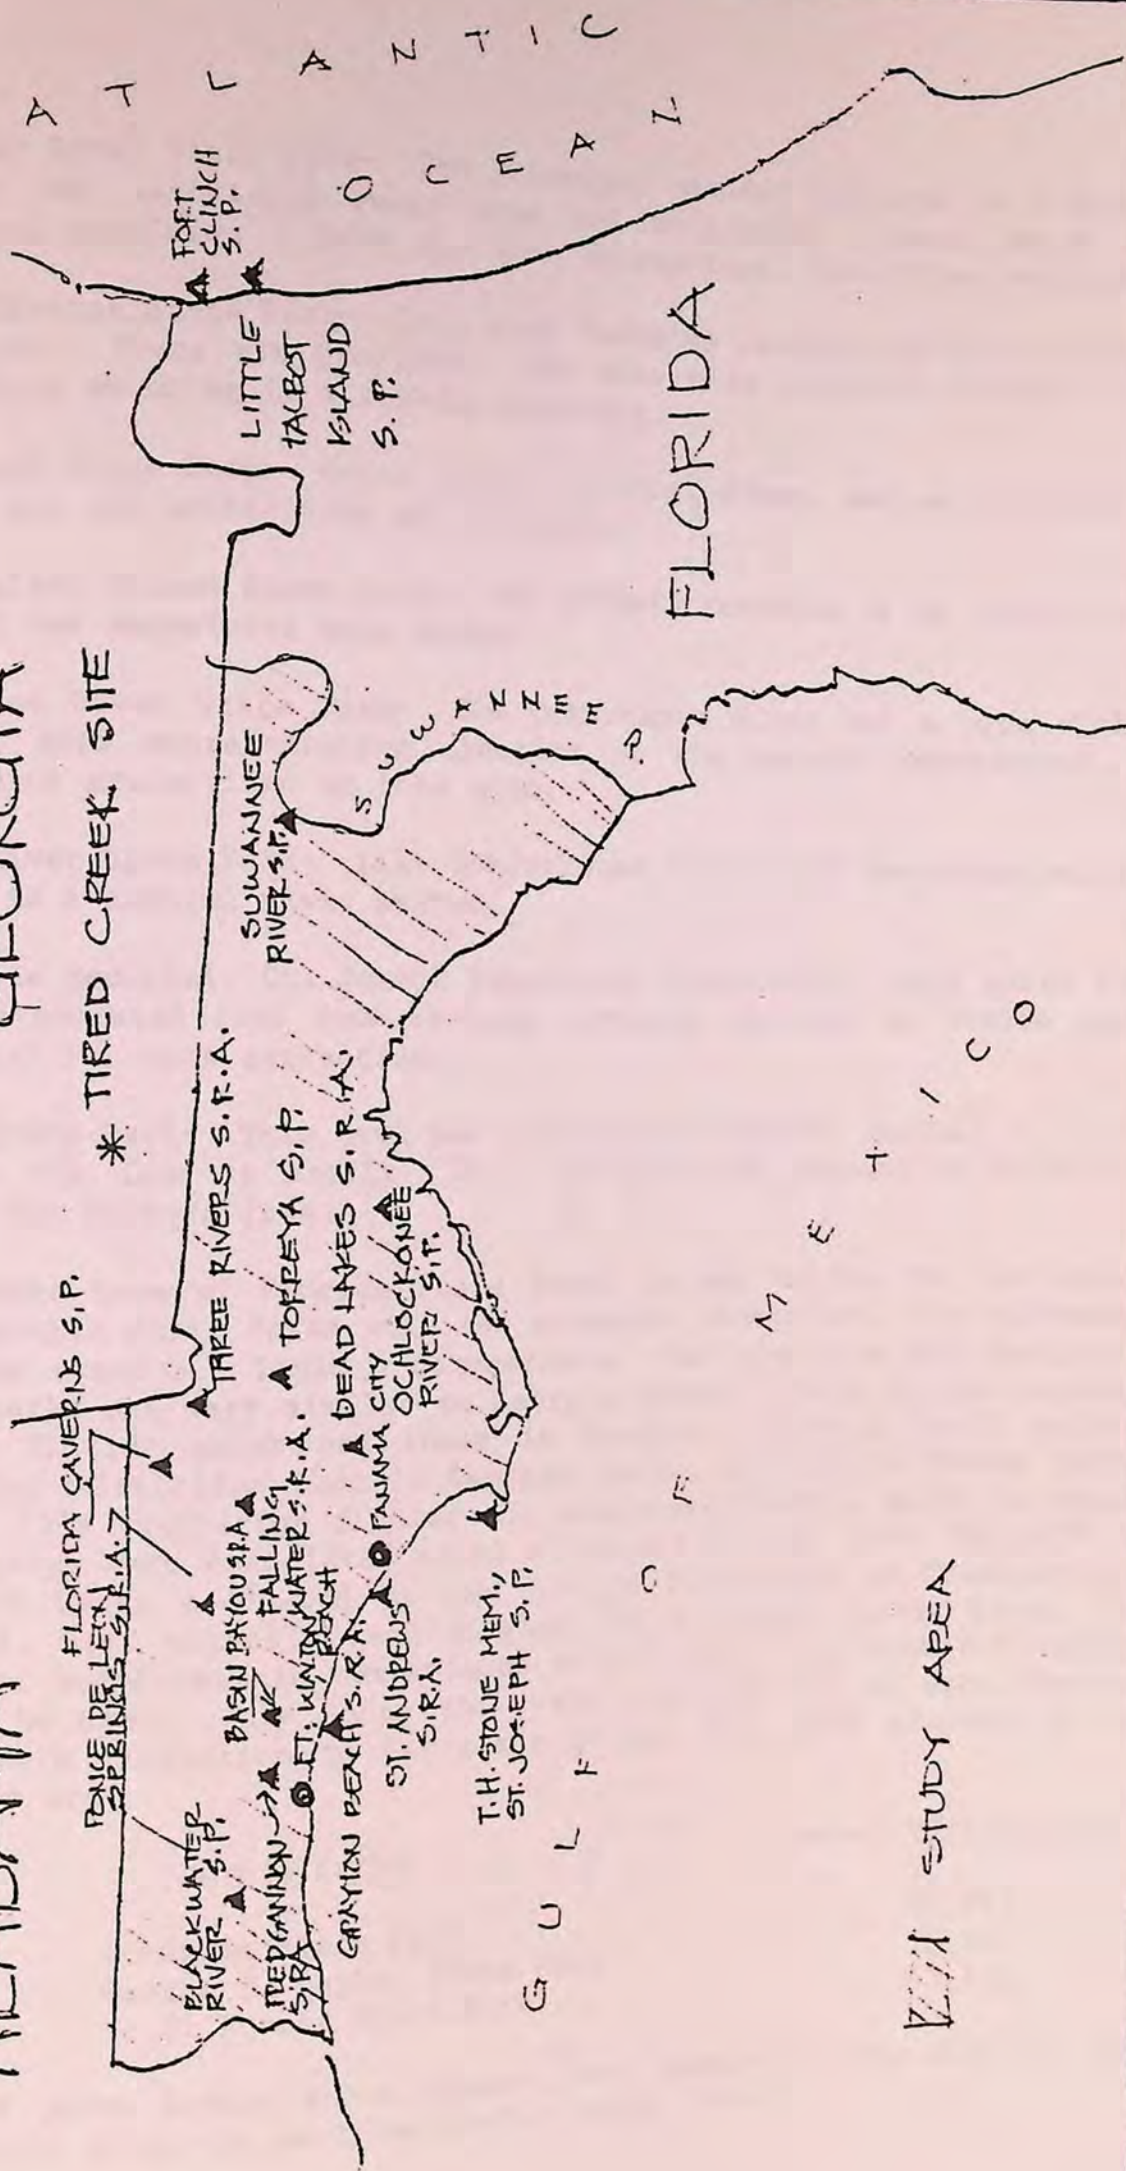 ALABAMA
GEORGIA
* TIRED CREEK SITE
FLORIDA CAVERNS S.P.
PONCE DE LEON
SPRINGS S.R.A.
THREE RIVERS S.R.A.
SUWANNEE
RIVER S.P.
FORT
CLINCH
S.P.
LITTLE
TALBOT
ISLAND
S.P.
ATLANTIC
OCEAN
BLACKWATER
RIVER S.P.
BASIN BAYOU S.R.A.
FALLING
WATER S.R.A.
TORREYA S.P.
FRED GANNON
S.R.A.
FT. WALTON
BEACH
DEAD LAKES S.R.A.
GRAYTON BEACH S.R.A.
PANAMA CITY
OCHLOCKONEE
RIVER S.P.
ST. ANDREWS
S.R.A.
T.H. STONE MEM.,
ST. JOSEPH S.P.
SUWANNEE
R.
FLORIDA
GULF OF MEXICO
STUDY AREA